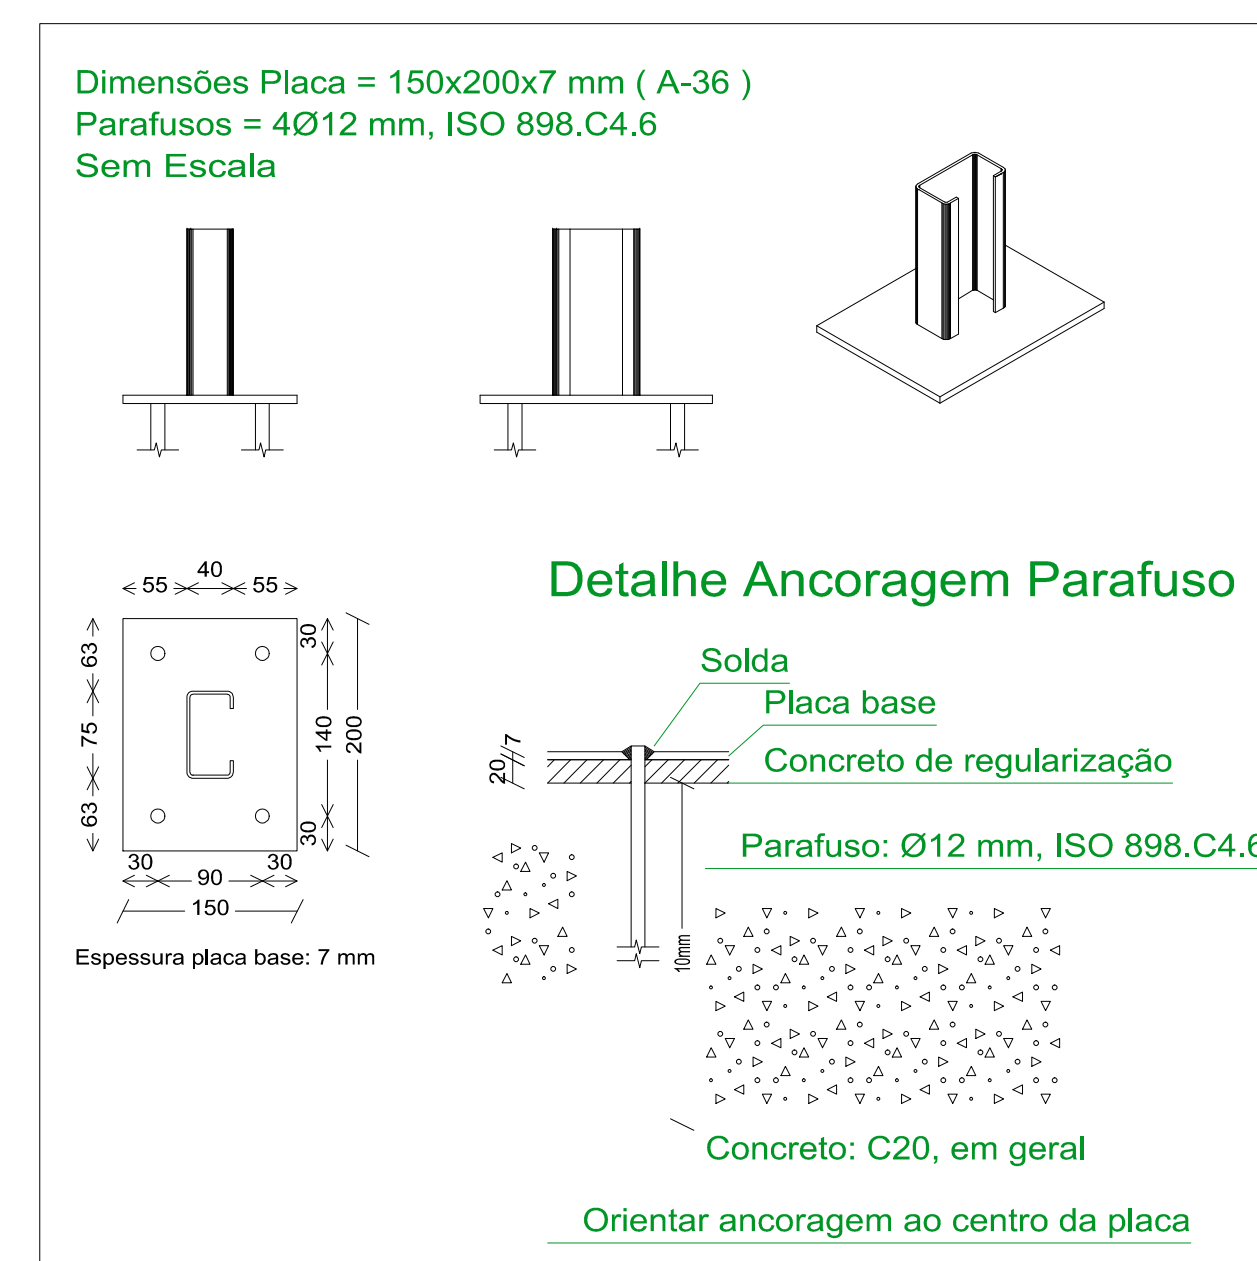 Dimensões Placa = 150x200x7 mm ( A-36 )
Parafusos = 4Ø12 mm, ISO 898.C4.6
Sem Escala
40
55
55
63
75
63
30
140
30
200
30
90
30
150
Espessura placa base: 7 mm
Detalhe Ancoragem Parafuso
Solda
Placa base
7
20
Concreto de regularização
Parafuso: Ø12 mm, ISO 898.C4.6
10mm
Concreto: C20, em geral
Orientar ancoragem ao centro da placa